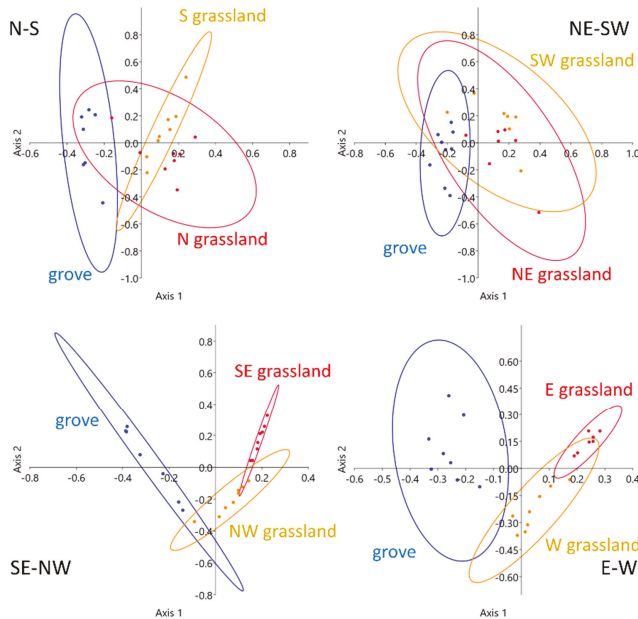 N-S
S grassland
0.8
0.6
0.4
0.2
0.0
-0.2
-0.4
-0.6
-0.8
-1.0
-0.4
-0.2
0.2
0.4
0.6
0.8
Axis 2
N grassland
grove
Axis 1
NE-SW
SW grassland
0.8
0.6
0.4
0.2
0.0
-0.2
-0.4
-0.6
-0.8
-1.0
-0.6
-0.4
-0.2
0.2
0.4
0.6
0.8
1.0
Axis 2
grove
NE grassland
Axis 1
0.8
0.6
0.4
0.2
0.0
-0.2
-0.4
-0.6
-0.8
-0.8
-0.6
-0.4
-0.2
0.2
0.4
SE grassland
grove
Axis 2
NW grassland
SE-NW
Axis 1
0.60
0.45
0.30
0.15
-0.15
-0.30
-0.45
-0.60
-0.4
-0.3
-0.2
-0.1
0.1
0.2
0.3
0.4
E grassland
Axis 2
grove
W grassland
E-W
Axis 1